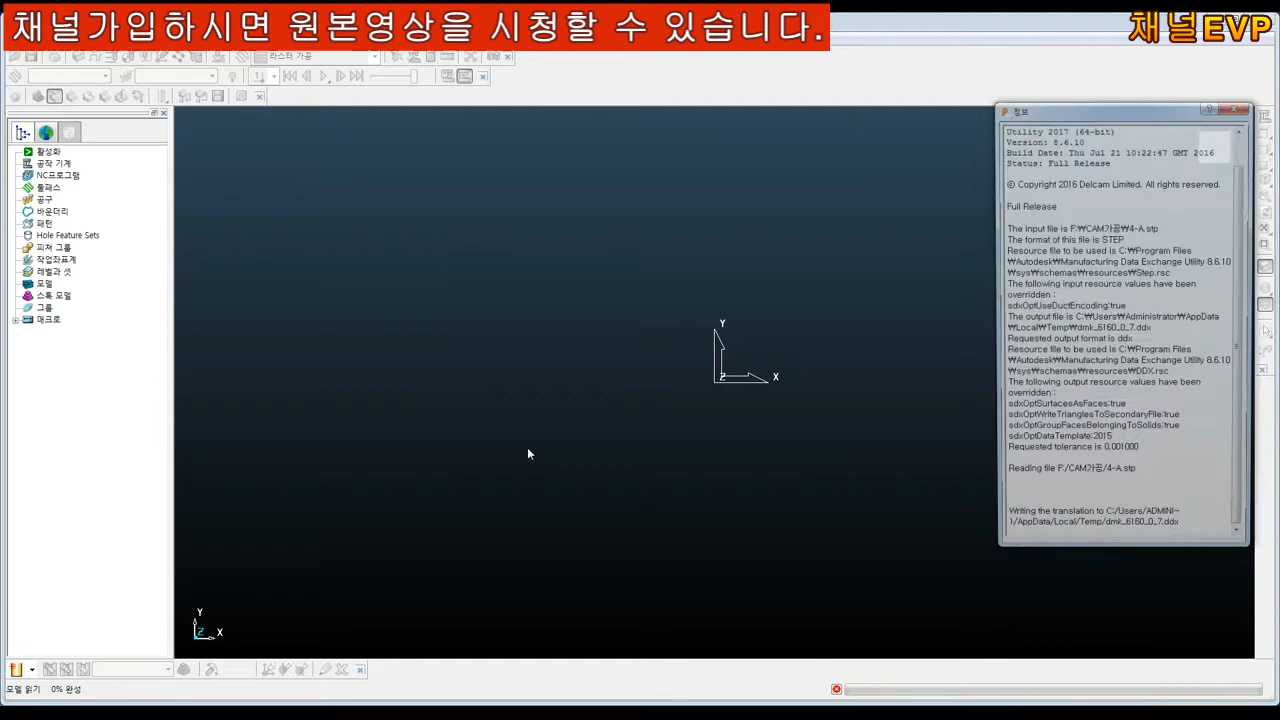 채널가입하시면 원본영상을 시청할 수 있습니다.
채널EVP
라스터 가공
정보
활성화
공작 기계
NC프로그램
툴패스
공구
바운더리
패턴
Hole Feature Sets
피쳐 그룹
작업좌표계
레벨과 셋
모델
스톡 모델
그룹
매크로
Utility 2017 (64-bit)
Version: 8.6.10
Build Date: Thu Jul 21 10:22:47 GMT 2016
Status: Full Release
© Copyright 2016 Delcam Limited. All rights reserved.
Full Release
The input file is F:₩CAM가공₩4-A.stp
The format of this file is STEP
Resource file to be used is C:₩Program Files
₩Autodesk₩Manufacturing Data Exchange Utility 8.6.10
₩sys₩schemas₩resources₩Step.rsc
The following input resource values have been
overridden :
sdxOptUseDuctEncoding:true
The output file is C:₩Users₩Administrator₩AppData
₩Local₩Temp₩dmk_6160_0_7.ddx
Requested output format is ddx
Resource file to be used is C:₩Program Files
₩Autodesk₩Manufacturing Data Exchange Utility 8.6.10
₩sys₩schemas₩resources₩DDX.rsc
The following output resource values have been
overridden :
sdxOptSurfacesAsFaces:true
sdxOptWriteTrianglesToSecondaryFile:true
sdxOptGroupFacesBelongingToSolids:true
sdxOptDataTemplate:2015
Requested tolerance is 0.001000
Reading file F:/CAM가공/4-A.stp
Writing the translation to C:/Users/ADMINI~
1/AppData/Local/Temp/dmk_6160_0_7.ddx
Y
Z
X
Y
Z
X
모델 읽기 0% 완성